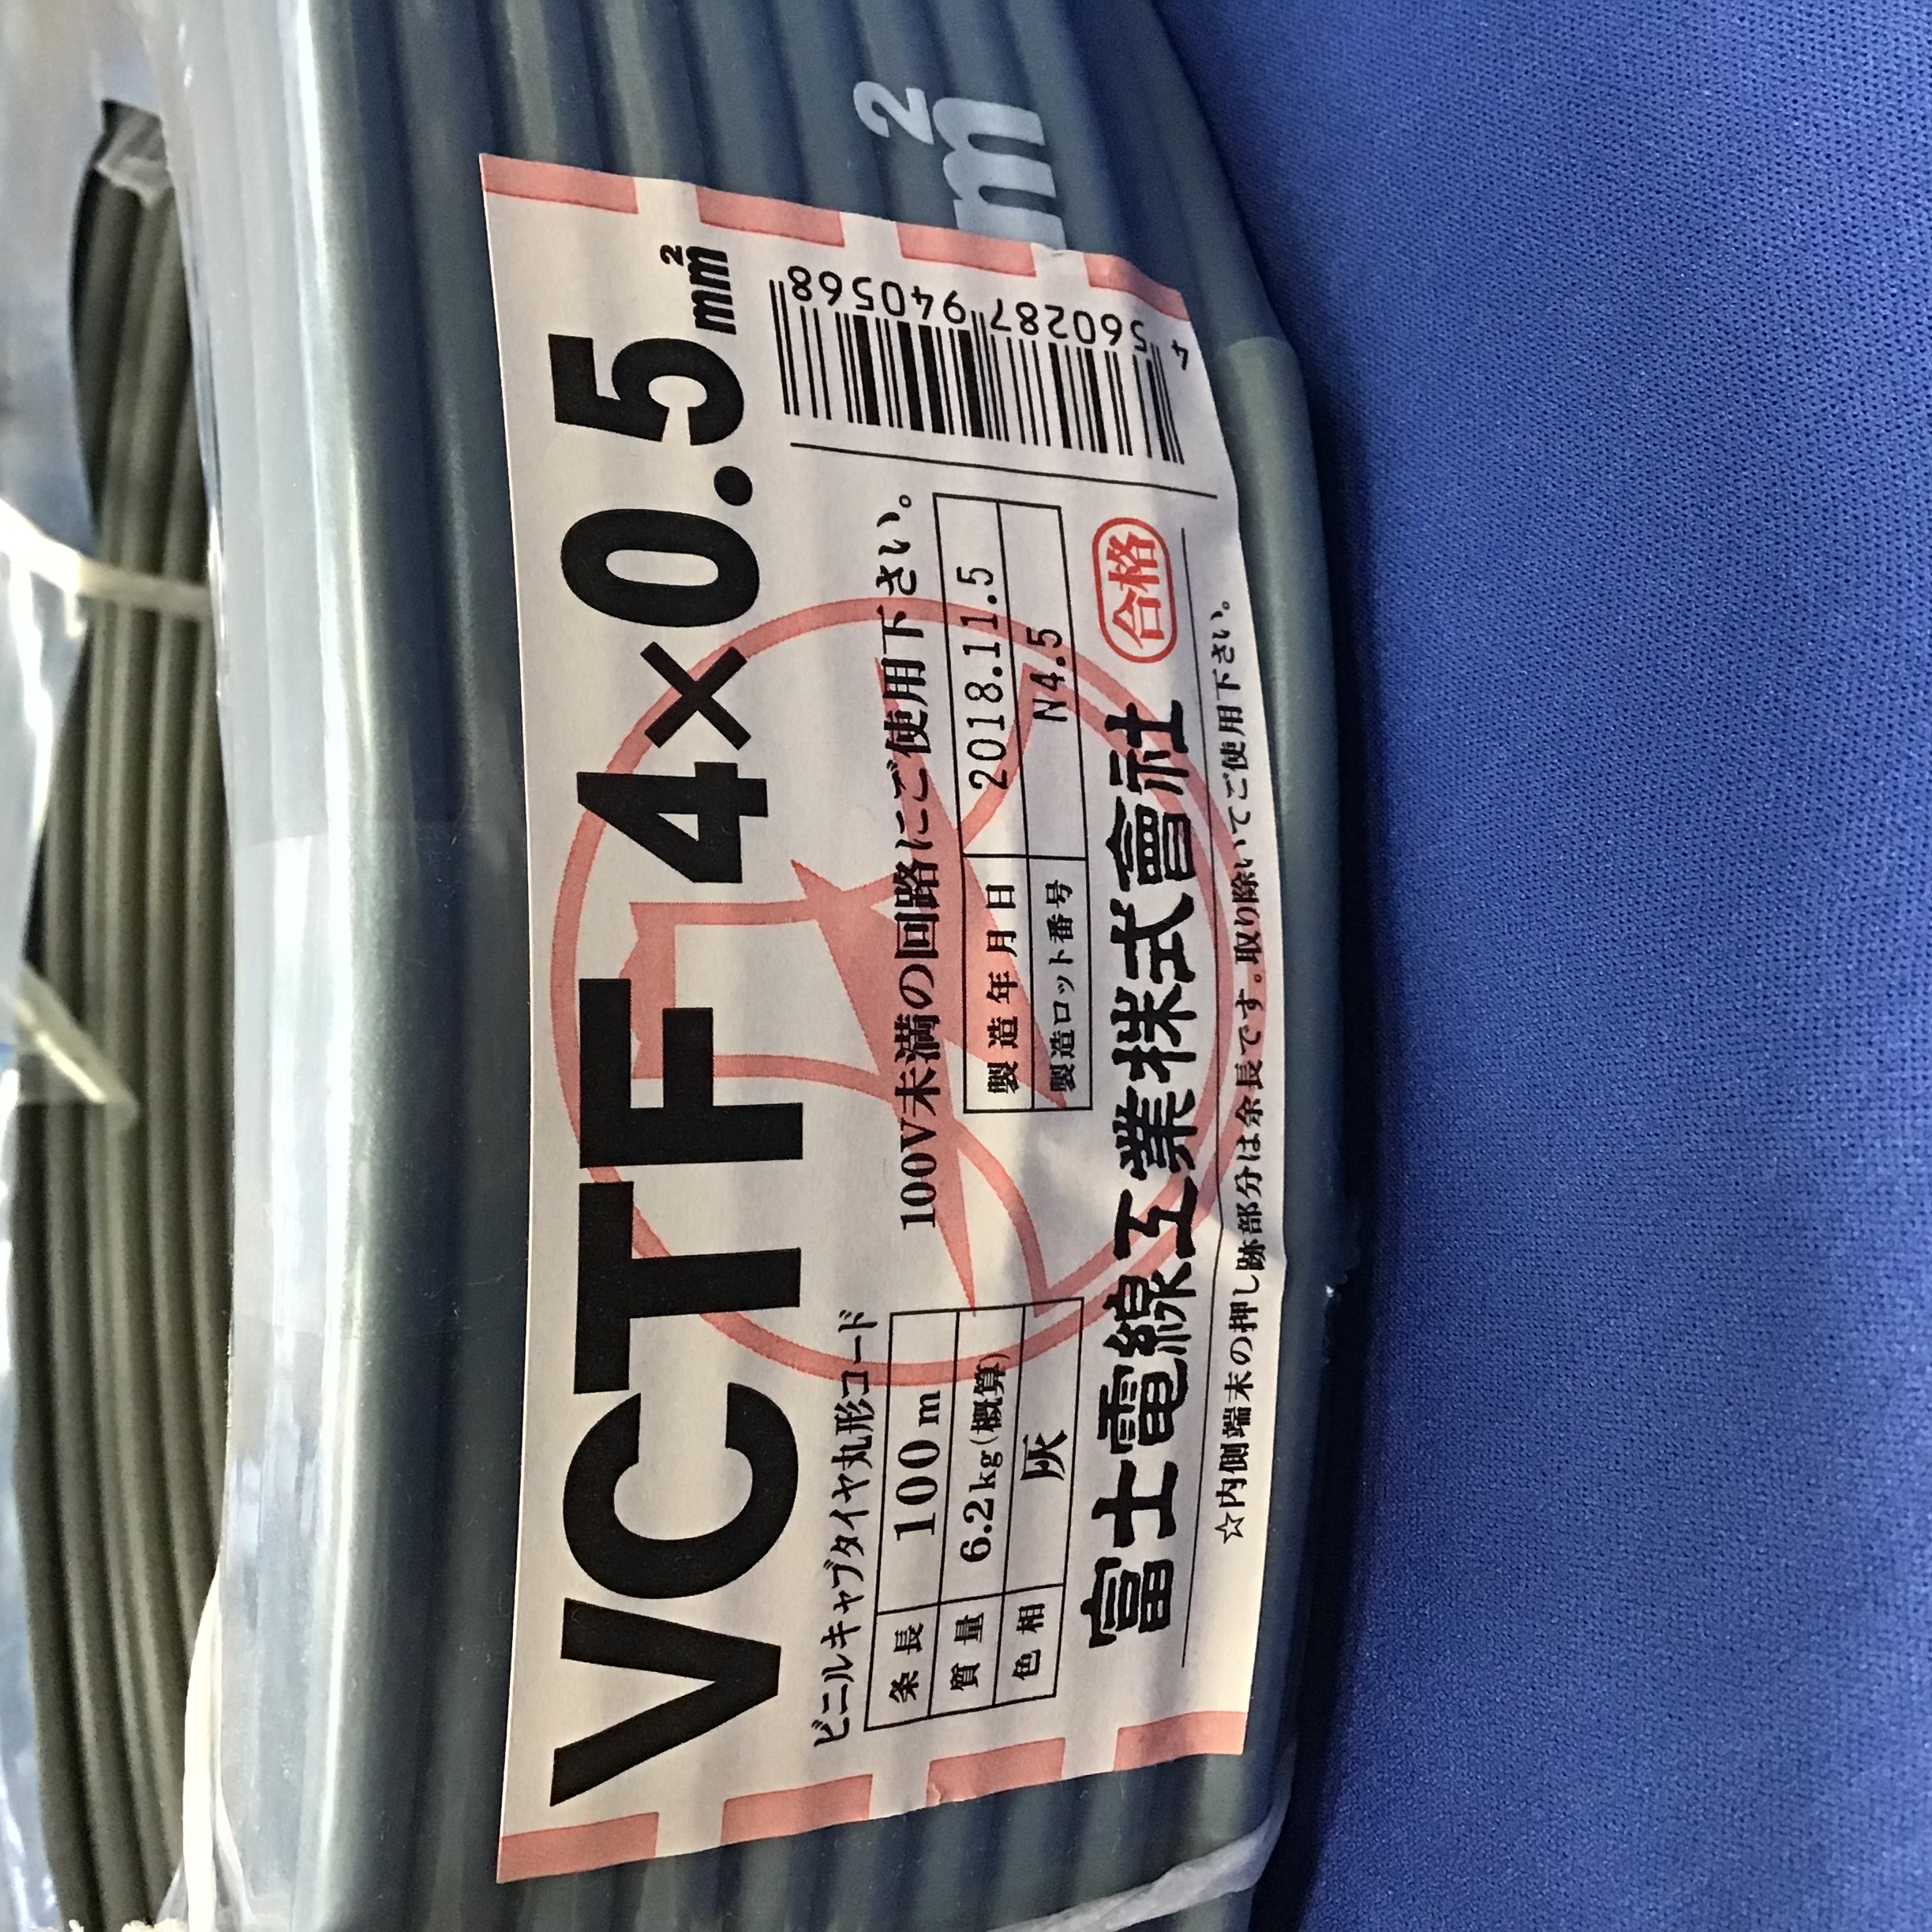 VCTF 4×0.5mm²
ビニルキャブタイヤ丸形コード
100V未満の回路にご使用下さい。
条長 100m
質量 6.2kg(概算)
色相 灰
製造年月日 2018.11.5
製造ロット番号 N4.5
4 560287 940568
富士電線工業株式會社
合格
☆内側端末の押し跡部分は余長です。取り除いてご使用下さい。
m²